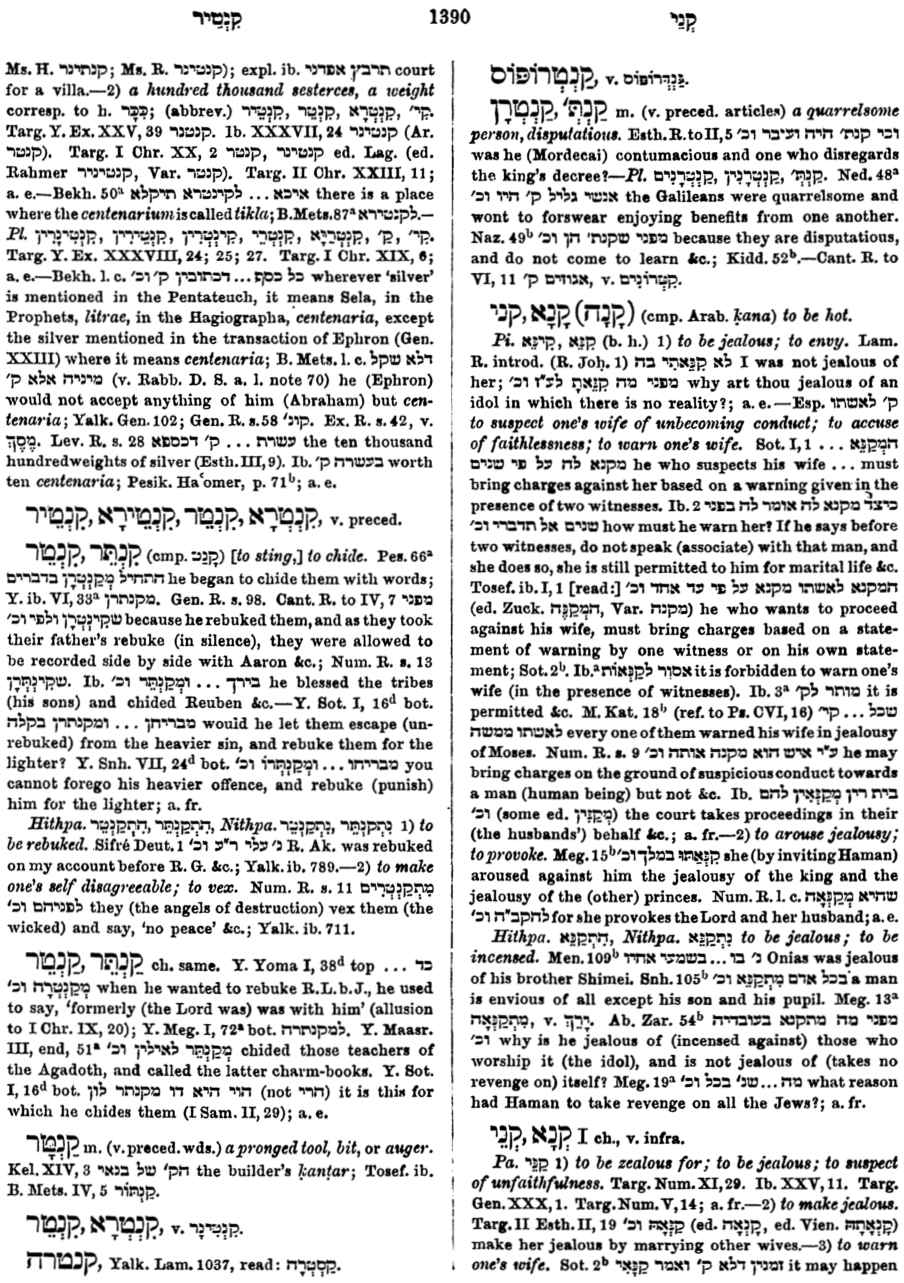 קִנְטֵיר 1390 קְנֵי
Ms. H. קנתינר; Ms. R. קנטינר); expl. ib. תרבץ אפדני court
for a villa.—2) a hundred thousand sesterces, a weight
corresp. to h. כִּכָּר; (abbrev.) קִנְטֵיר, קַנְטֵר, קַנְטְרָא, קִי'.
Targ. Y. Ex. XXV, 39 קנטנר. Ib. XXXVII, 24 קנטינר (Ar.
קנטר). Targ. I Chr. XX, 2 קנטינר, קנטר ed. Lag. (ed.
Rahmer קנטיניר, Var. קנטר). Targ. II Chr. XXIII, 11;
a. e.—Bekh. 50ᵃ איכא ... לקינטרא תיקלא there is a place
where the centenarium is called tikla; B. Mets. 87ᵃ לקנטירא.—
Pl.
Targ. Y. Ex. XXXVIII, 24; 25; 27. Targ. I Chr. XIX, 6;
a. e.—Bekh. l. c. כל כסף... דכתובין ק' וכ' wherever 'silver'
is mentioned in the Pentateuch, it means Sela, in the
Prophets, litrae, in the Hagiographa, centenaria, except
the silver mentioned in the transaction of Ephron (Gen.
XXIII) where it means centenaria; B. Mets. l. c. דלא שקל
מיניה אלא ק' (v. Rabb. D. S. a. l. note 70) he (Ephron)
would not accept anything of him (Abraham) but cen-
tenaria; Yalk. Gen. 102; Gen. R. s. 58 קונ'. Ex. R. s. 42, v.
מָסָךְ. Lev. R. s. 28 עשרת ... ק' דכספא the ten thousand
hundredweights of silver (Esth. III, 9). Ib. בעשרה ק' worth
ten centenaria; Pesik. Haʿomer, p. 71ᵇ; a. e.
קַנְטְרָא, קַנְטֵר, קִנְטֵירָא, קִנְטֵיר, v. preced.
קִנְתֵּר, קִנְטֵר (cmp. קנט) [to sting,] to chide. Pes. 66ᵃ
התחיל מְקַנְטְרָן בדברים he began to chide them with words;
Y. ib. VI, 33ᵃ מקנתרן. Gen. R. s. 98. Cant. R. to IV, 7 מפני
שקִינְטְרָן ולפי וכ' because he rebuked them, and as they took
their father's rebuke (in silence), they were allowed to
be recorded side by side with Aaron &c.; Num. R. s. 13
שקינְתְּרָן. Ib. בירך ... ומְקַנְתֵּר וכ' he blessed the tribes
(his sons) and chided Reuben &c.—Y. Sot. I, 16ᵈ bot.
מבריחן ... ומקנתרן בקלה would he let them escape (un-
rebuked) from the heavier sin, and rebuke them for the
lighter? Y. Snh. VII, 24ᵈ bot. מבריחו ... ומְקַנְתְּרוֹ וכ' you
cannot forego his heavier offence, and rebuke (punish)
him for the lighter; a. fr.
Hithpa. הִתְקַנְתֵּר, הִתְקַנְטֵר, Nithpa. נִתְקַנְתֵּר, נִתְקַנְטֵר 1) to
be rebuked. Sifré Deut. 1 נ' עלי ר״ע וכ' R. Ak. was rebuked
on my account before R. G. &c.; Yalk. ib. 789.—2) to make
one's self disagreeable; to vex. Num. R. s. 11 מִתְקַנְטְרִים
לפניהם וכ' they (the angels of destruction) vex them (the
wicked) and say, 'no peace' &c.; Yalk. ib. 711.
קַנְתֵּר, קַנְטֵר ch. same. Y. Yoma I, 38ᵈ top כד ...
מְקַנְטְרָה וכ' when he wanted to rebuke R. L. b. J., he used
to say, 'formerly (the Lord was) was with him' (allusion
to I Chr. IX, 20); Y. Meg. I, 72ᵃ bot. למקנתרה. Y. Maasr.
III, end, 51ᵃ מְקַנְתֵּר לאילין וכ' chided those teachers of
the Agadoth, and called the latter charm-books. Y. Sot.
I, 16ᵈ bot. הוי היא דו מקנתר לון (not חרי) it is this for
which he chides them (I Sam. II, 29); a. e.
קַנְטָר m. (v. preced. wds.) a pronged tool, bit, or auger.
Kel. XIV, 3 הק' של בנאי the builder's ḳanṭar; Tosef. ib.
B. Mets. IV, 5 קַנְתּוֹר.
קַנְטְרָא, קַנְטֵר, v. קִנְטִינָר.
קנטרה, Yalk. Lam. 1037, read: קַסְטְרָה.
קַנְטְרוֹפּוֹס, v. גַּנְדְּרוֹפּוֹס.
קַנְטְרָן, קַנְתְּ' m. (v. preced. articles) a quarrelsome
person, disputatious. Esth. R. to II, 5 וכי קנת' היה ועיבר וכ'
was he (Mordecai) contumacious and one who disregards
the king's decree?—Pl. קַנְטְרָנִים, קַנְטְרָנִין, קַנְתְּ'. Ned. 48ᵃ
אנשי גליל ק' היו וכ' the Galileans were quarrelsome and
wont to forswear enjoying benefits from one another.
Naz. 49ᵇ מפני שקנת' הן וכ' because they are disputatious,
and do not come to learn &c.; Kidd. 52ᵇ.—Cant. R. to
VI, 11 אגוזים ק', v. קַטְרוֹנִים.
קני, קָנָא (קָנָה) (cmp. Arab. ḳana) to be hot.
Pi. קִנֵּא, קִינֵּא (b. h.) 1) to be jealous; to envy. Lam.
R. introd. (R. Joḥ. 1) לא קִנֵּאתִי בה I was not jealous of
her; מפני מה קִנֵּאתָ לע״ז וכ' why art thou jealous of an
idol in which there is no reality?; a. e.—Esp. ק' לאשתו
to suspect one's wife of unbecoming conduct; to accuse
of faithlessness; to warn one's wife. Sot. I, 1 הַמְקַנֵּא ...
מקנא לה על פי שנים he who suspects his wife ... must
bring charges against her based on a warning given in the
presence of two witnesses. Ib. 2 כיצד מקנא לה אומר לה בפני
שנים אל תדברי וכ' how must he warn her? If he says before
two witnesses, do not speak (associate) with that man, and
she does so, she is still permitted to him for marital life &c.
Tosef. ib. I, 1 [read:] המקנא לאשתו מקנא על פי עד אחד וכ'
(ed. Zuck. הַמְקַנֶּה, Var. מקנה) he who wants to proceed
against his wife, must bring charges based on a state-
ment of warning by one witness or on his own state-
ment; Sot. 2ᵇ. Ib.ᵃ אסור לְקַנְּאוֹת it is forbidden to warn one's
wife (in the presence of witnesses). Ib. 3ᵃ מותר לק' it is
permitted &c. M. Kat. 18ᵇ (ref. to Ps. CVI, 16) שכל ... קי'
לאשתו ממשה every one of them warned his wife in jealousy
of Moses. Num. R. s. 9 ע״י איש הוא מקנה אותה וכ' he may
bring charges on the ground of suspicious conduct towards
a man (human being) but not &c. Ib. בית דין מְקַנְּאִין להם
וכ' (some ed. מְקַנִּין) the court takes proceedings in their
(the husbands') behalf &c.; a. fr.—2) to arouse jealousy;
to provoke. Meg. 15ᵇ קִנְּאַתּוּ במלך וכ' she (by inviting Haman)
aroused against him the jealousy of the king and the
jealousy of the (other) princes. Num. R. l. c. שהיא מְקַנְּאָה
להקב״ה וכ' for she provokes the Lord and her husband; a. e.
Hithpa. הִתְקַנֵּא, Nithpa. נִתְקַנֵּא to be jealous; to be
incensed. Men. 109ᵇ נ' בו ... בשמעי אחיו Onias was jealous
of his brother Shimei. Snh. 105ᵇ בכל אדם מִתְקַנֵּא וכ' a man
is envious of all except his son and his pupil. Meg. 13ᵃ
מִתְקַנְּאָה, v. יָרֵךְ. Ab. Zar. 54ᵇ מפני מה מתקנא בעובדיה
וכ' why is he jealous of (incensed against) those who
worship it (the idol), and is not jealous of (takes no
revenge on) itself? Meg. 19ᵃ מה ... שנ' בכל וכ' what reason
had Haman to take revenge on all the Jews?; a. fr.
קְנָא, קְנֵי I ch., v. infra.
Pa. קַנֵּי 1) to be zealous for; to be jealous; to suspect
of unfaithfulness. Targ. Num. XI, 29. Ib. XXV, 11. Targ.
Gen. XXX, 1. Targ. Num. V, 14; a. fr.—2) to make jealous.
Targ. II Esth. II, 19 קַנָּאָהּ וכ' (ed. קַנָּאָה, ed. Vien. קַנָּאָתָהּ)
make her jealous by marrying other wives.—3) to warn
one's wife. Sot. 2ᵇ זמנין דלא ק' ואמר קַנָּאִי it may happen